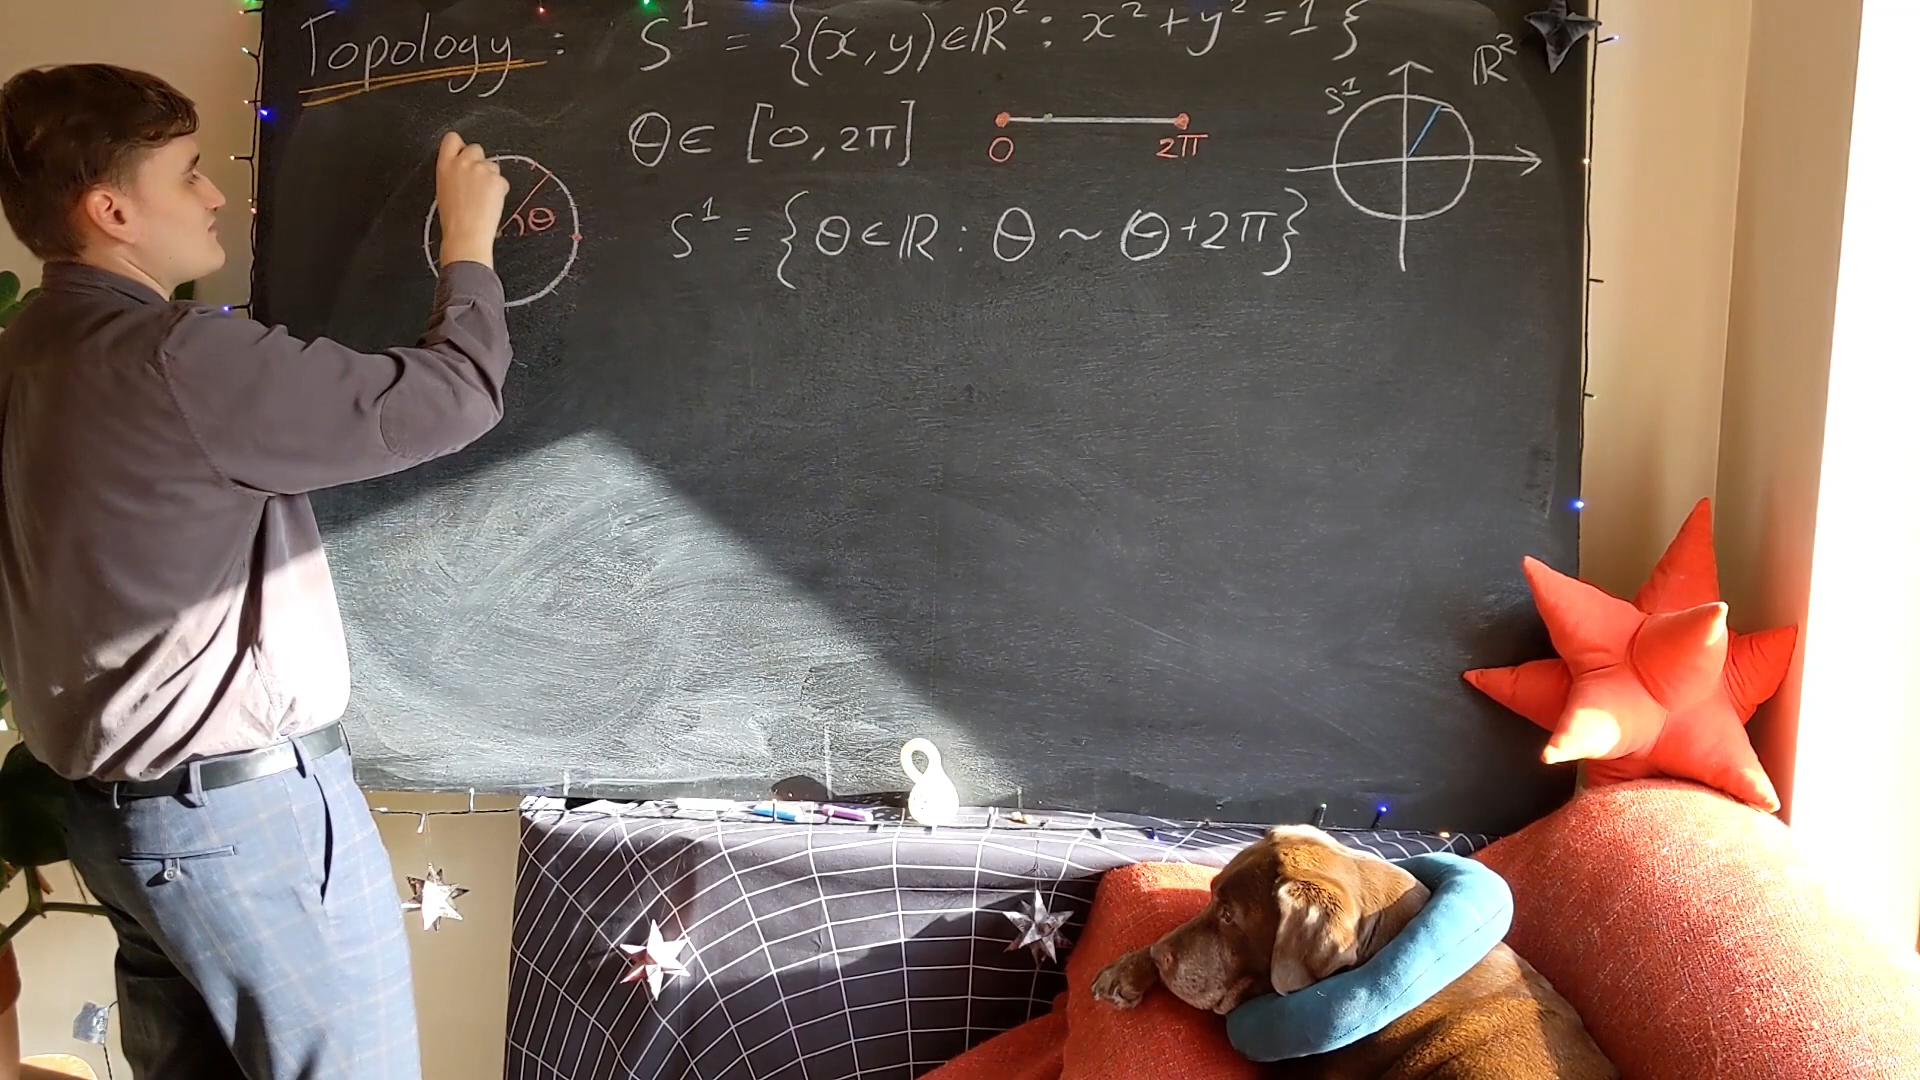 Topology : S¹ = {(x,y)∈ℝ² : x²+y²=1}
θ∈ [0,2π]
0 2π
S¹ = {θ∈ℝ : θ ~ θ+2π}
θ
S¹
ℝ²